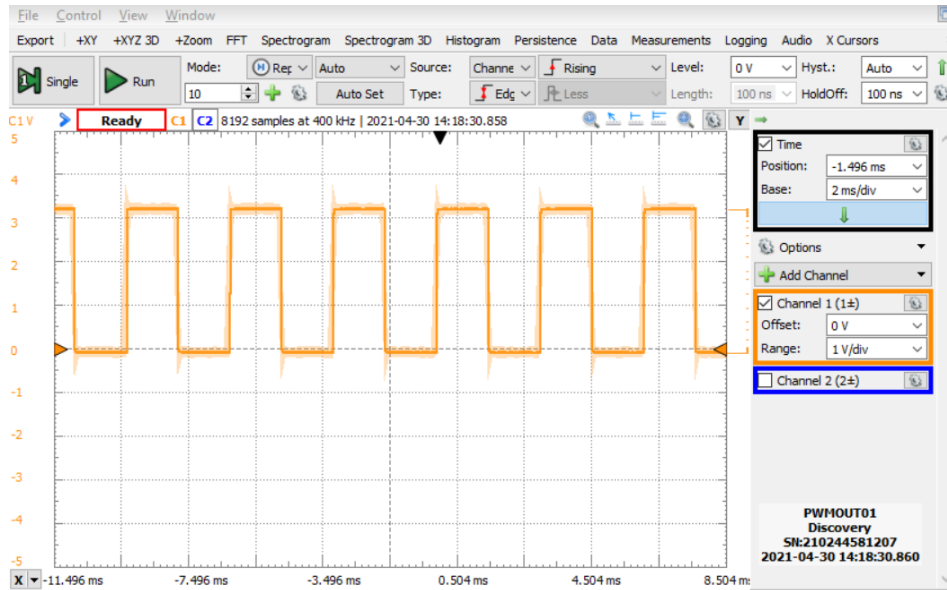 File Control View Window
Export +XY +XYZ 3D +Zoom FFT Spectrogram Spectrogram 3D Histogram Persistence Data Measurements Logging Audio X Cursors
Single Run Mode: Auto Source: Channe Rising Level: 0 V Hyst.: Auto
10 Auto Set Type: Edg Less Length: 100 ns HoldOff: 100 ns
C1 V Ready C1 C2 8192 samples at 400 kHz | 2021-04-30 14:18:30.858 Y
5
4
3
2
1
0
-1
-2
-3
-4
-5
X -11.496 ms -7.496 ms -3.496 ms 0.504 ms 4.504 ms 8.504 ms
Time
Position: -1.496 ms
Base: 2 ms/div
Options
Add Channel
Channel 1 (1±)
Offset: 0 V
Range: 1 V/div
Channel 2 (2±)
PWMOUT01
Discovery
SN:210244581207
2021-04-30 14:18:30.860